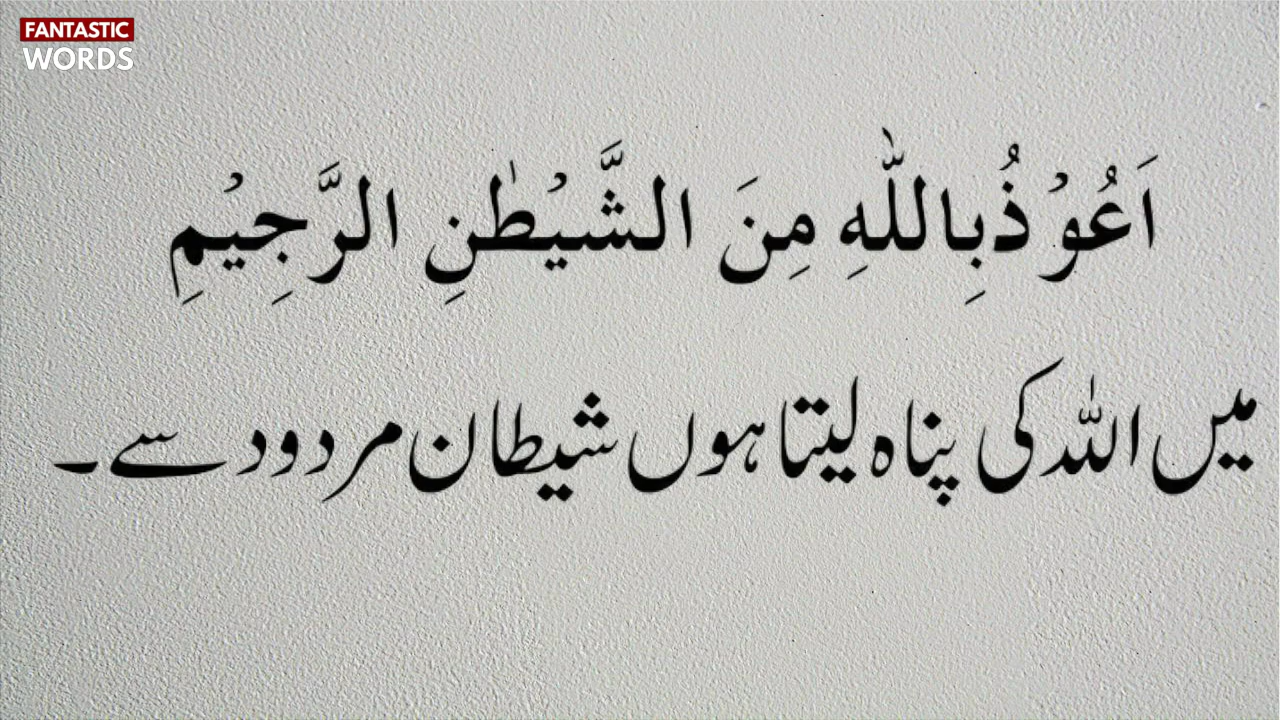 FANTASTIC
WORDS
اَعُوْذُبِاللّٰهِ مِنَ الشَّيْطٰنِ الرَّجِيْمِ
میں اللہ کی پناہ لیتا ہوں شیطان مردود سے۔